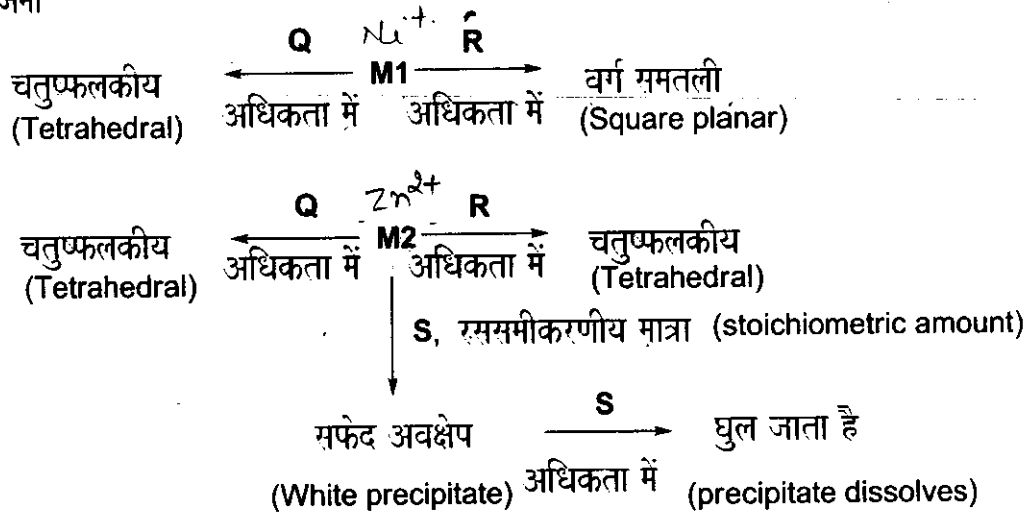 Q Ni+. R
चतुष्फलकीय M1 वर्ग समतली
(Tetrahedral) अधिकता में अधिकता में (Square planar)
Q Zn2+ R
चतुष्फलकीय M2 चतुष्फलकीय
(Tetrahedral) अधिकता में अधिकता में (Tetrahedral)
S, रससमीकरणीय मात्रा (stoichiometric amount)
सफेद अवक्षेप S घुल जाता है
(White precipitate) अधिकता में (precipitate dissolves)